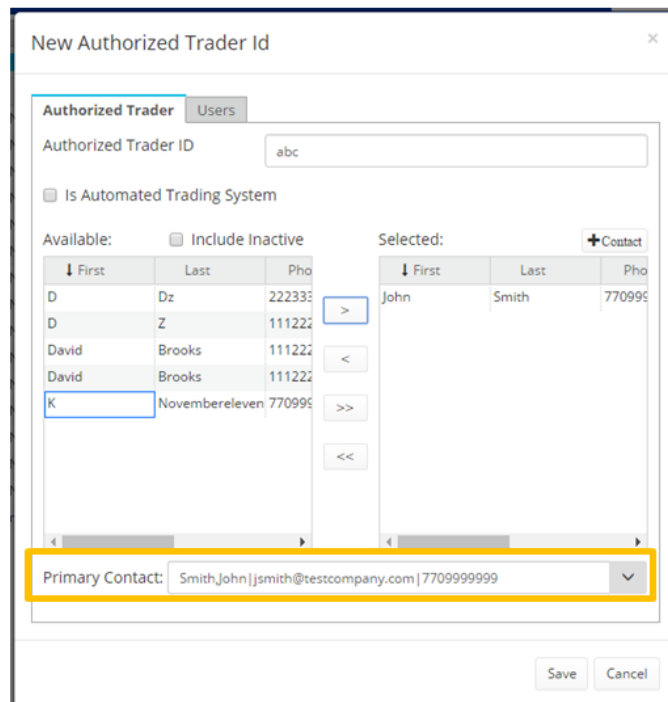 New Authorized Trader Id ×
Authorized Trader Users
Authorized Trader ID abc
Is Automated Trading System
Available: Include Inactive Selected: +Contact
First Last Pho First Last Pho
D Dz 222333 John Smith 770999
D Z 111222
David Brooks 111222
David Brooks 111222
K Novembereleven 770999
>
<
>>
<<
Primary Contact: Smith,John|jsmith@testcompany.com|7709999999
Save Cancel